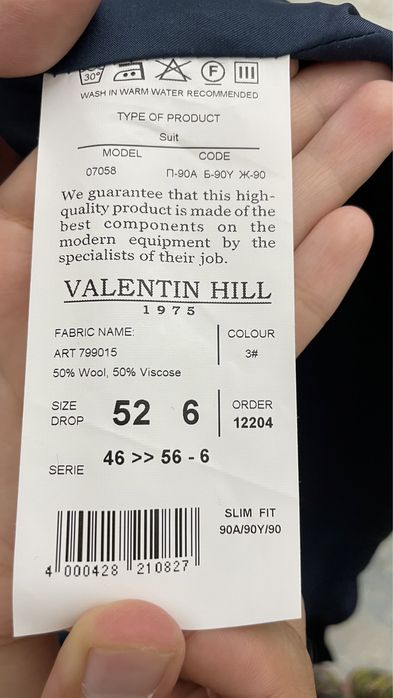 30°
F
WASH IN WARM WATER RECOMMENDED
TYPE OF PRODUCT
Suit
MODEL CODE
07058 П-90А Б-90Y Ж-90
We guarantee that this high-
quality product is made of the
best components on the
modern equipment by the
specialists of their job.
VALENTIN HILL
1975
FABRIC NAME: COLOUR
ART 799015 3#
50% Wool, 50% Viscose
SIZE DROP 52 6 ORDER 12204
SERIE 46 >> 56 - 6
SLIM FIT
90A/90Y/90
4 000428 210827